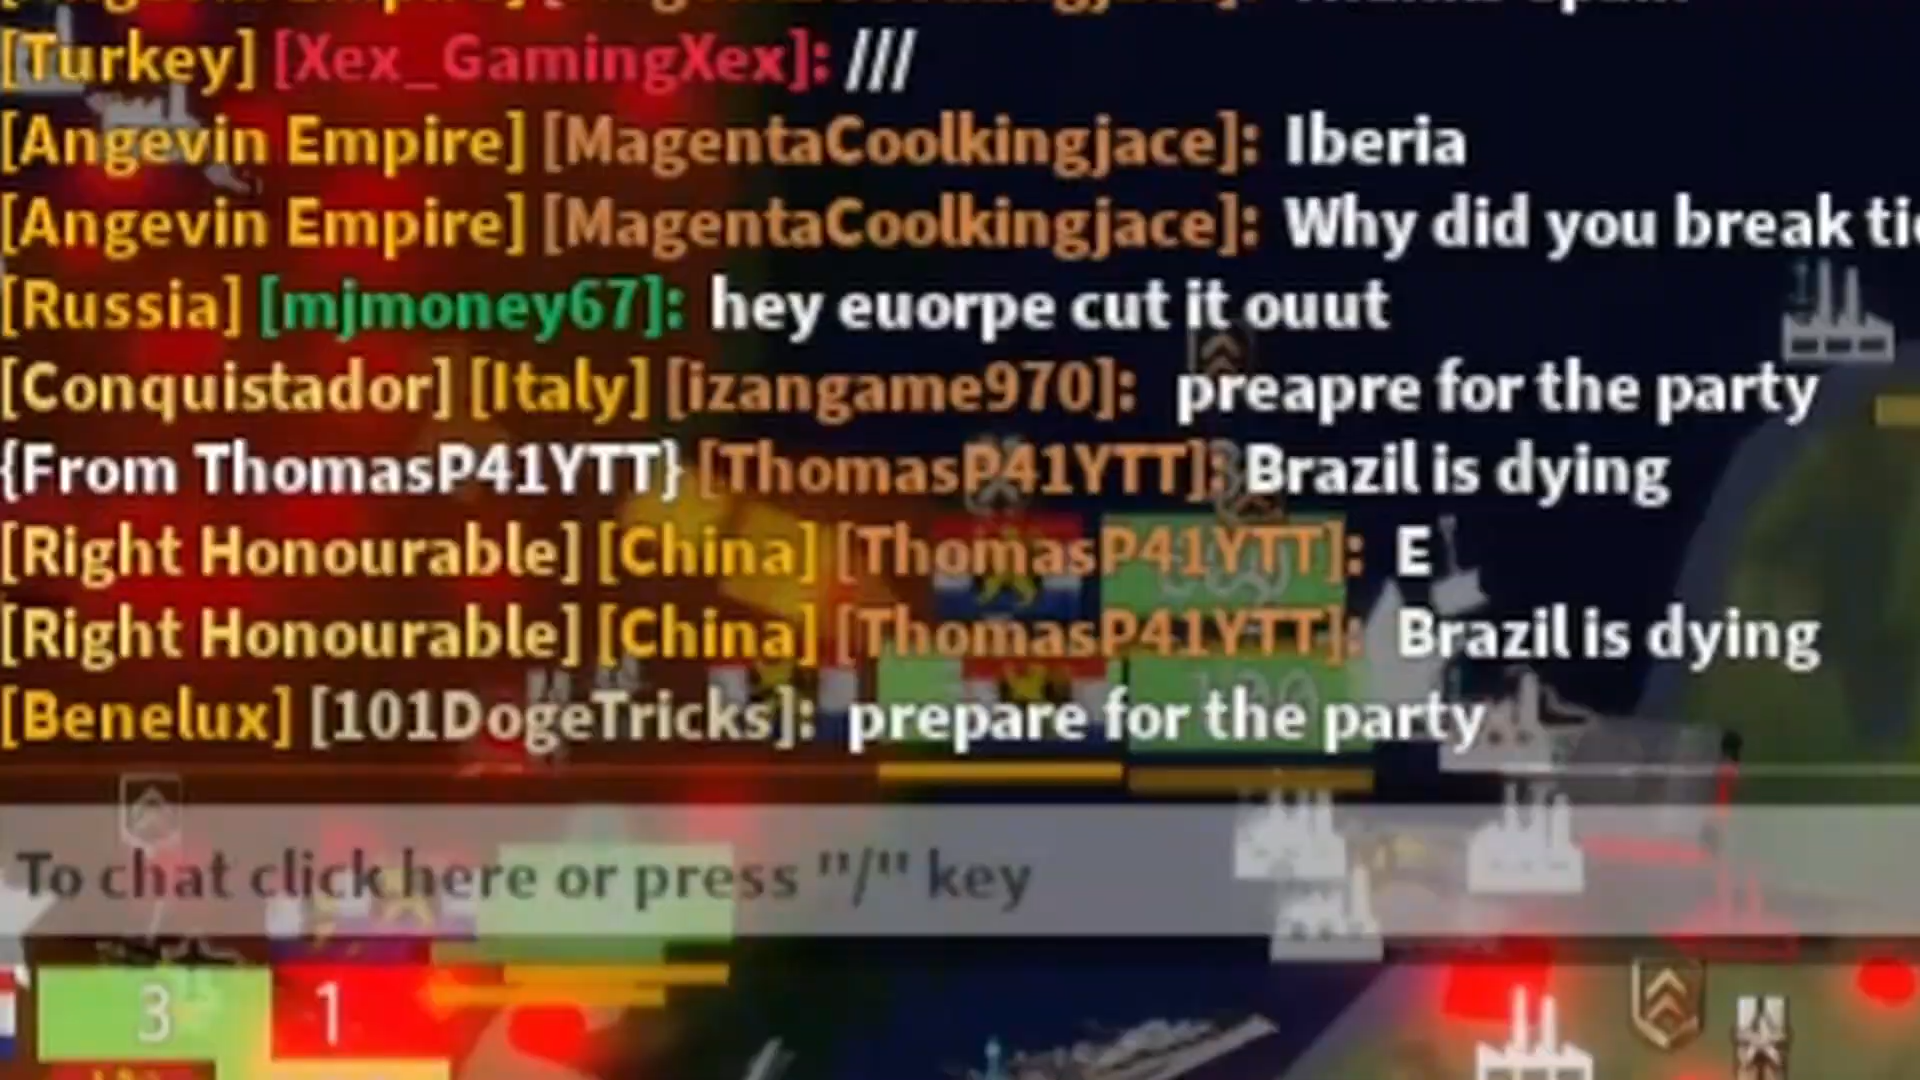 [Turkey] [Xex_GamingXex]: ///
[Angevin Empire] [MagentaCoolkingjace]: Iberia
[Angevin Empire] [MagentaCoolkingjace]: Why did you break
[Russia] [mjmoney67]: hey euorpe cut it ouut
[Conquistador] [Italy] [izangame970]: preapre for the party
{From ThomasP41YTT} [ThomasP41YTT]: Brazil is dying
[Right Honourable] [China] [ThomasP41YTT]: E
[Right Honourable] [China] [ThomasP41YTT]: Brazil is dying
[Benelux] [101DogeTricks]: prepare for the party
To chat click here or press "/" key
3 1